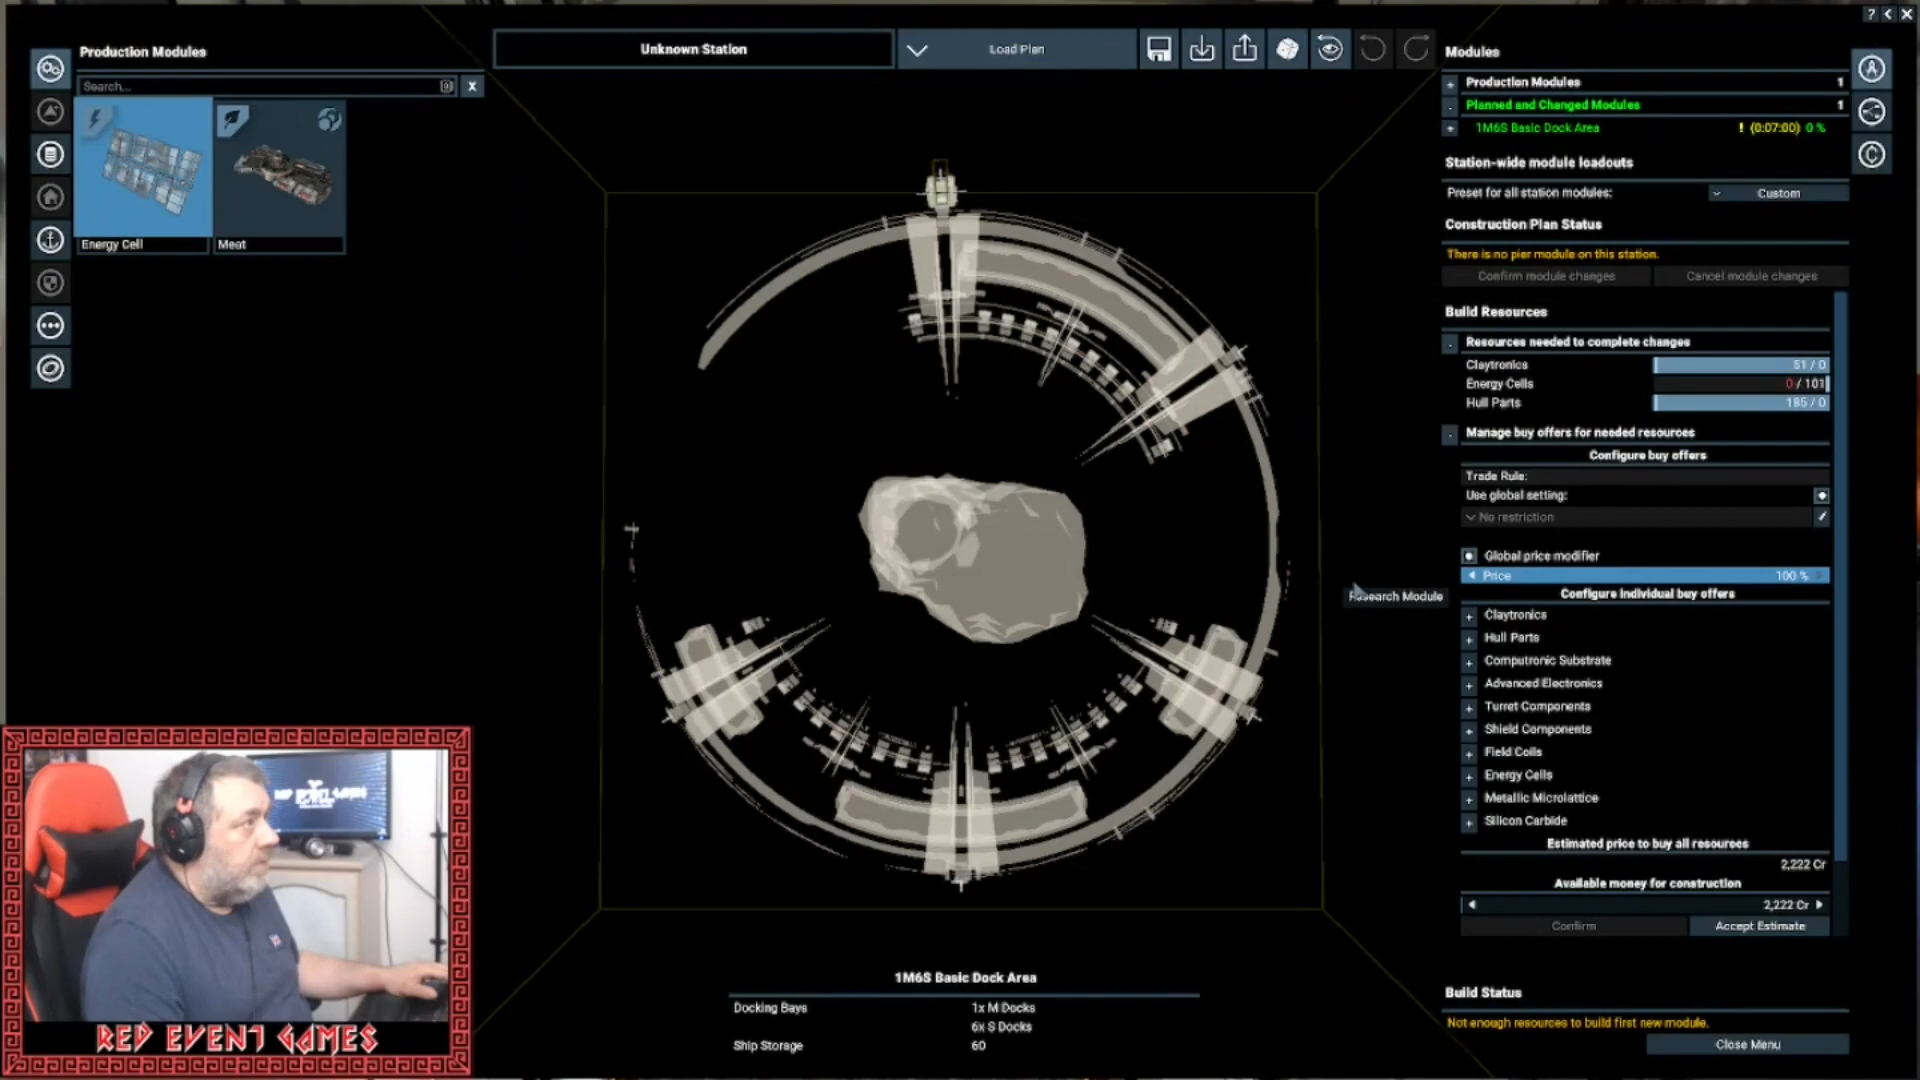 Production Modules
Search...
Energy Cell
Meat
Unknown Station
Load Plan
Modules
Production Modules 1
Planned and Changed Modules 1
1M6S Basic Dock Area ! (0:07:00) 0 %
Station-wide module loadouts
Preset for all station modules: Custom
Construction Plan Status
There is no pier module on this station.
Confirm module changes Cancel module changes
Build Resources
Resources needed to complete changes
Claytronics 51 / 0
Energy Cells 0 / 101
Hull Parts 185 / 0
Manage buy offers for needed resources
Configure buy offers
Trade Rule:
Use global setting:
No restriction
Global price modifier
Price 100 %
Configure individual buy offers
Claytronics
Hull Parts
Computronic Substrate
Advanced Electronics
Turret Components
Shield Components
Field Coils
Energy Cells
Metallic Microlattice
Silicon Carbide
Estimated price to buy all resources
2,222 Cr
Available money for construction
2,222 Cr
Confirm Accept Estimate
Build Status
Not enough resources to build first new module.
Close Menu
Research Module
1M6S Basic Dock Area
Docking Bays 1x M Docks
6x S Docks
Ship Storage 60
RED EVENT GAMES
RED EVENT GAMES